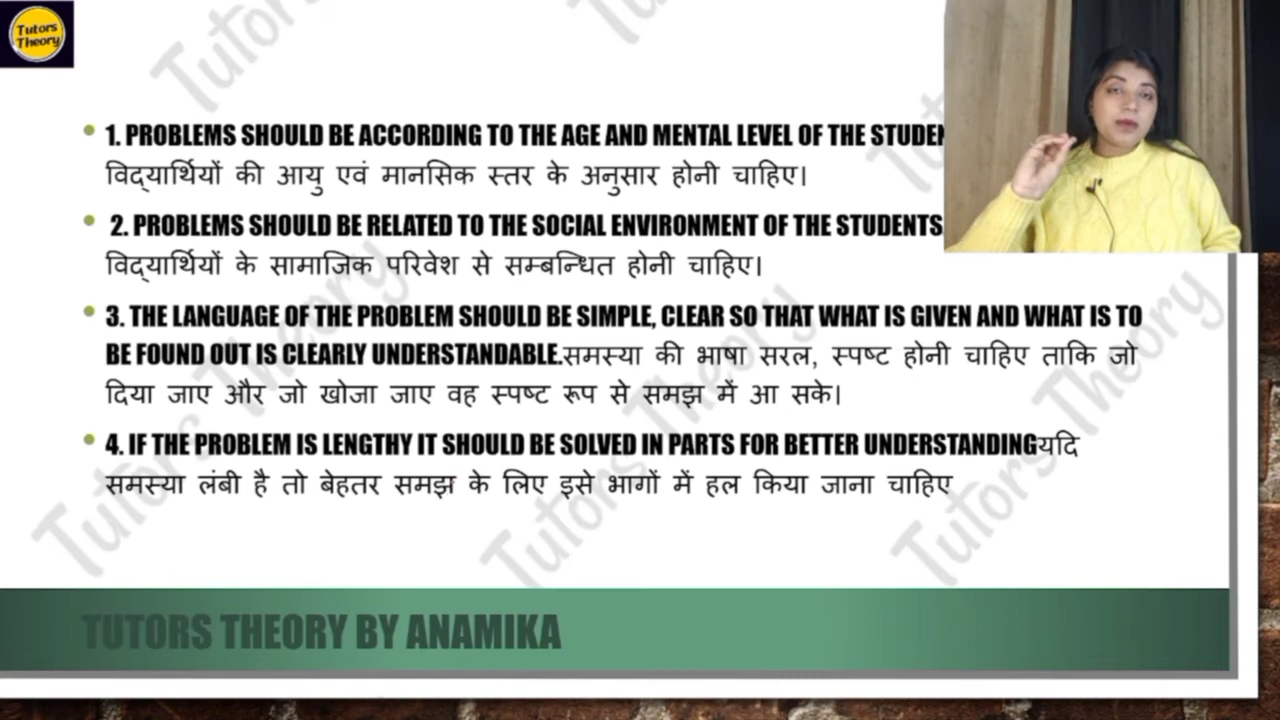 Tutors
Theory
1. PROBLEMS SHOULD BE ACCORDING TO THE AGE AND MENTAL LEVEL OF THE
विद्यार्थियों की आयु एवं मानसिक स्तर के अनुसार होनी चाहिए।
2. PROBLEMS SHOULD BE RELATED TO THE SOCIAL ENVIRONMENT OF THE STUDENTS
विद्यार्थियों के सामाजिक परिवेश से सम्बन्धित होनी चाहिए।
3. THE LANGUAGE OF THE PROBLEM SHOULD BE SIMPLE, CLEAR SO THAT WHAT IS GIVEN AND WHAT IS TO
BE FOUND OUT IS CLEARLY UNDERSTANDABLE.समस्या की भाषा सरल, स्पष्ट होनी चाहिए ताकि जो
दिया जाए और जो खोजा जाए वह स्पष्ट रूप से समझ में आ सके।
4. IF THE PROBLEM IS LENGTHY IT SHOULD BE SOLVED IN PARTS FOR BETTER UNDERSTANDINGयदि
समस्या लंबी है तो बेहतर समझ के लिए इसे भागों में हल किया जाना चाहिए
TUTORS THEORY BY ANAMIKA